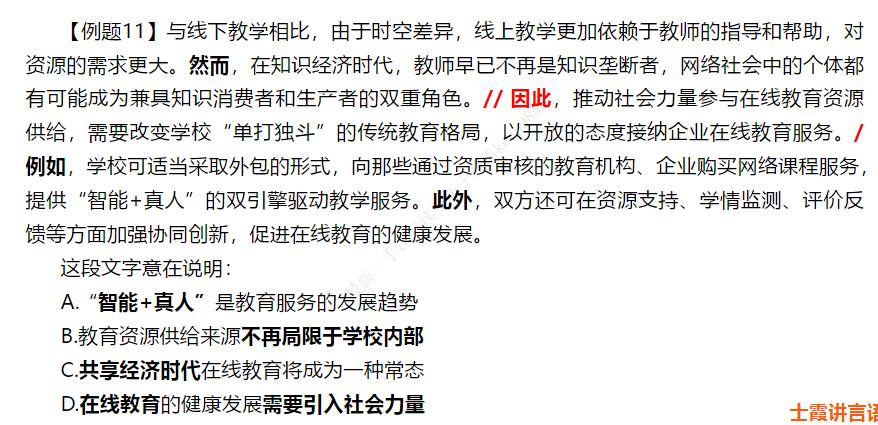 【例题11】与线下教学相比，由于时空差异，线上教学更加依赖于教师的指导和帮助，对
资源的需求更大。然而，在知识经济时代，教师早已不再是知识垄断者，网络社会中的个体都
有可能成为兼具知识消费者和生产者的双重角色。// 因此，推动社会力量参与在线教育资源
供给，需要改变学校“单打独斗”的传统教育格局，以开放的态度接纳企业在线教育服务。/
例如，学校可适当采取外包的形式，向那些通过资质审核的教育机构、企业购买网络课程服务，
提供“智能+真人”的双引擎驱动教学服务。此外，双方还可在资源支持、学情监测、评价反
馈等方面加强协同创新，促进在线教育的健康发展。
这段文字意在说明：
A.“智能+真人”是教育服务的发展趋势
B.教育资源供给来源不再局限于学校内部
C.共享经济时代在线教育将成为一种常态
D.在线教育的健康发展需要引入社会力量
士霞讲言语